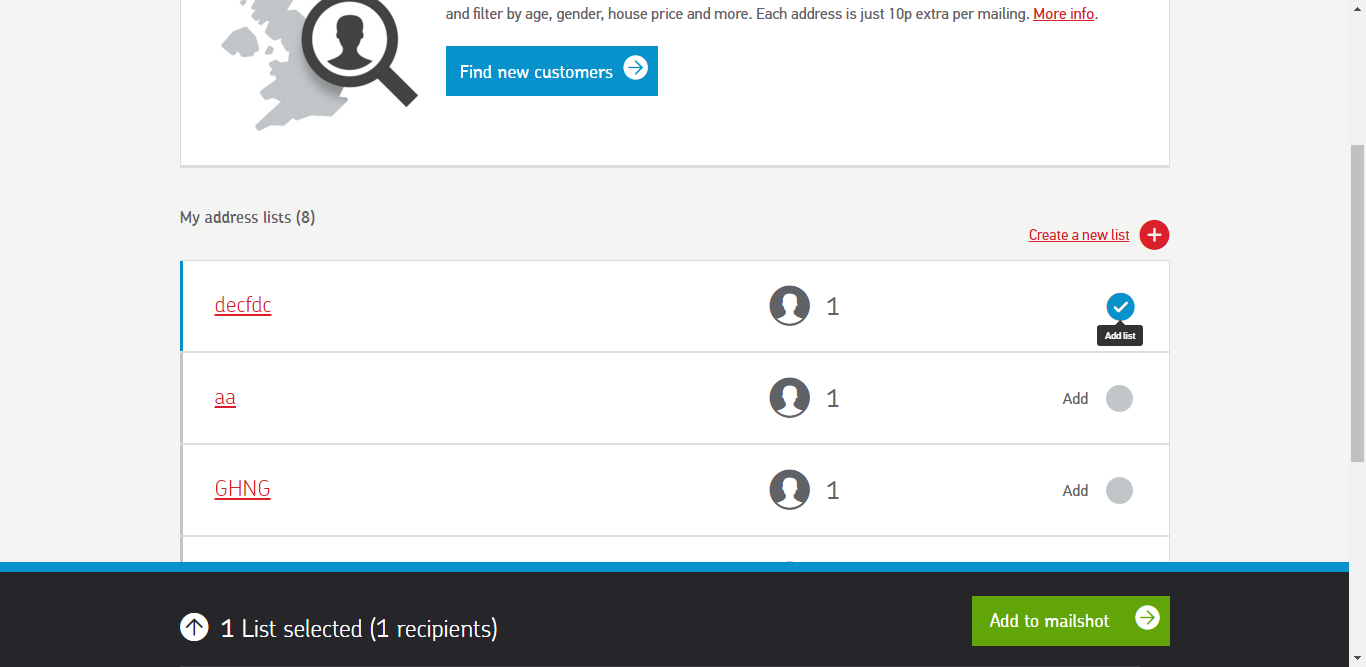 and filter by age, gender, house price and more. Each address is just 10p extra per mailing. More info.
Find new customers
My address lists (8)
Create a new list
decfdc
1
Add list
aa
1
Add
GHNG
1
Add
1 List selected (1 recipients)
Add to mailshot